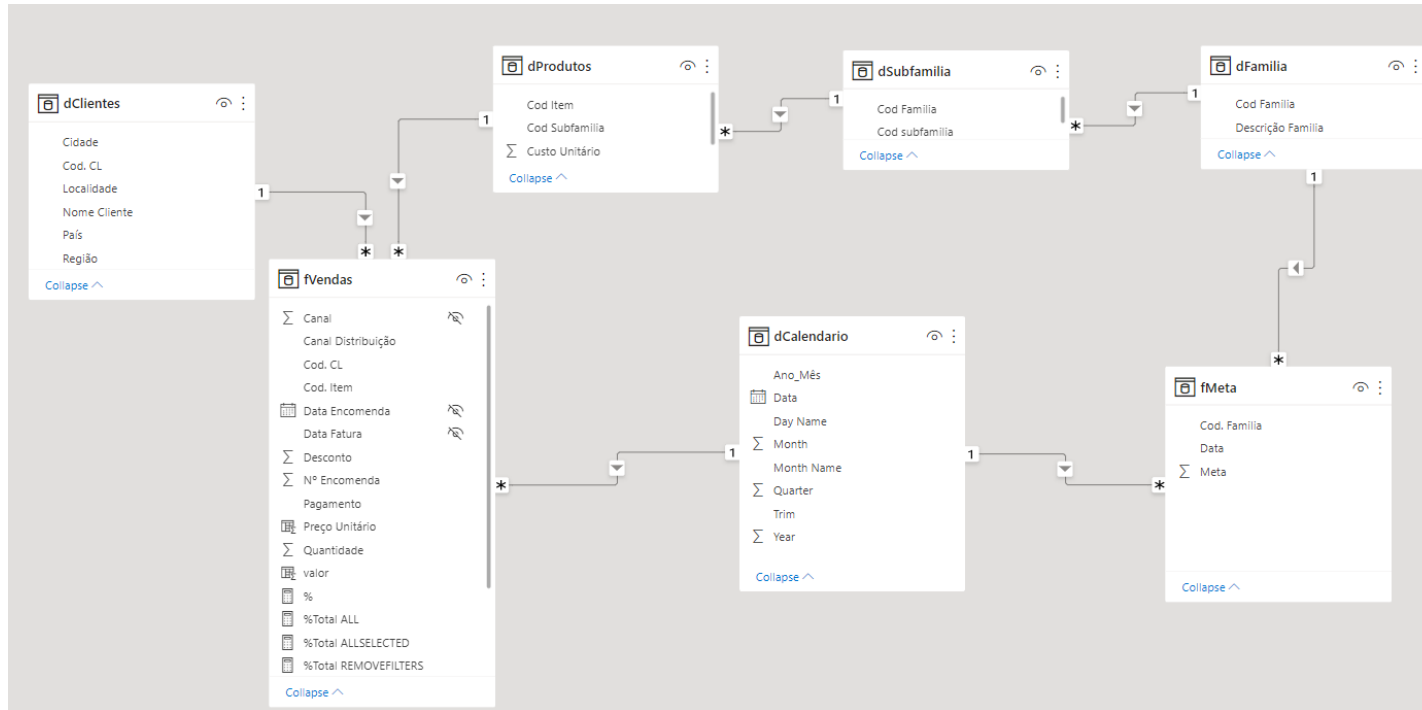 dClientes
Cidade
Cod. CL
Localidade
Nome Cliente
País
Região
Collapse
1
*
dProdutos
Cod Item
Cod Subfamilia
Custo Unitário
Collapse
1
*
*
dSubfamilia
Cod Familia
Cod subfamilia
Collapse
1
*
dFamilia
Cod Familia
Descrição Familia
Collapse
1
1
*
fVendas
Canal
Canal Distribuição
Cod. CL
Cod. Item
Data Encomenda
Data Fatura
Desconto
Nº Encomenda
Pagamento
Preço Unitário
Quantidade
valor
%
%Total ALL
%Total ALLSELECTED
%Total REMOVEFILTERS
Collapse
*
dCalendario
Ano_Mês
Data
Day Name
Month
Month Name
Quarter
Trim
Year
Collapse
1
1
*
fMeta
Cod. Familia
Data
Meta
Collapse